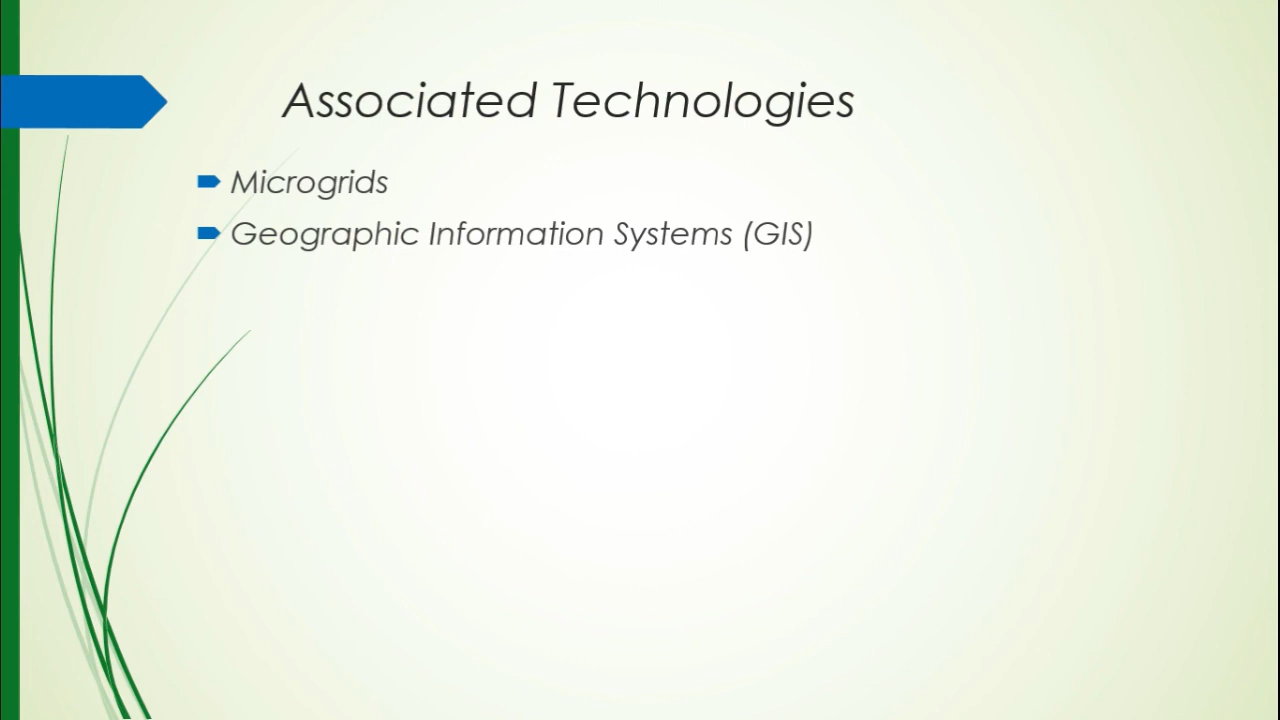 Associated Technologies
Microgrids
Geographic Information Systems (GIS)